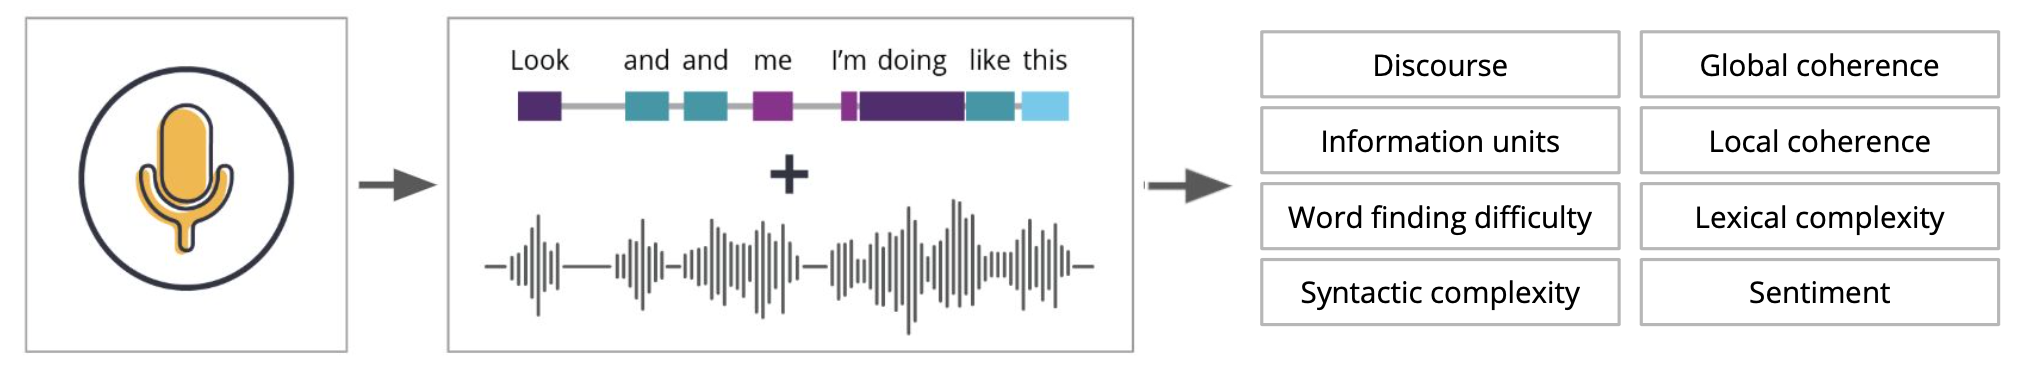 Look and and me I’m doing like this
+
Discourse
Global coherence
Information units
Local coherence
Word finding difficulty
Lexical complexity
Syntactic complexity
Sentiment